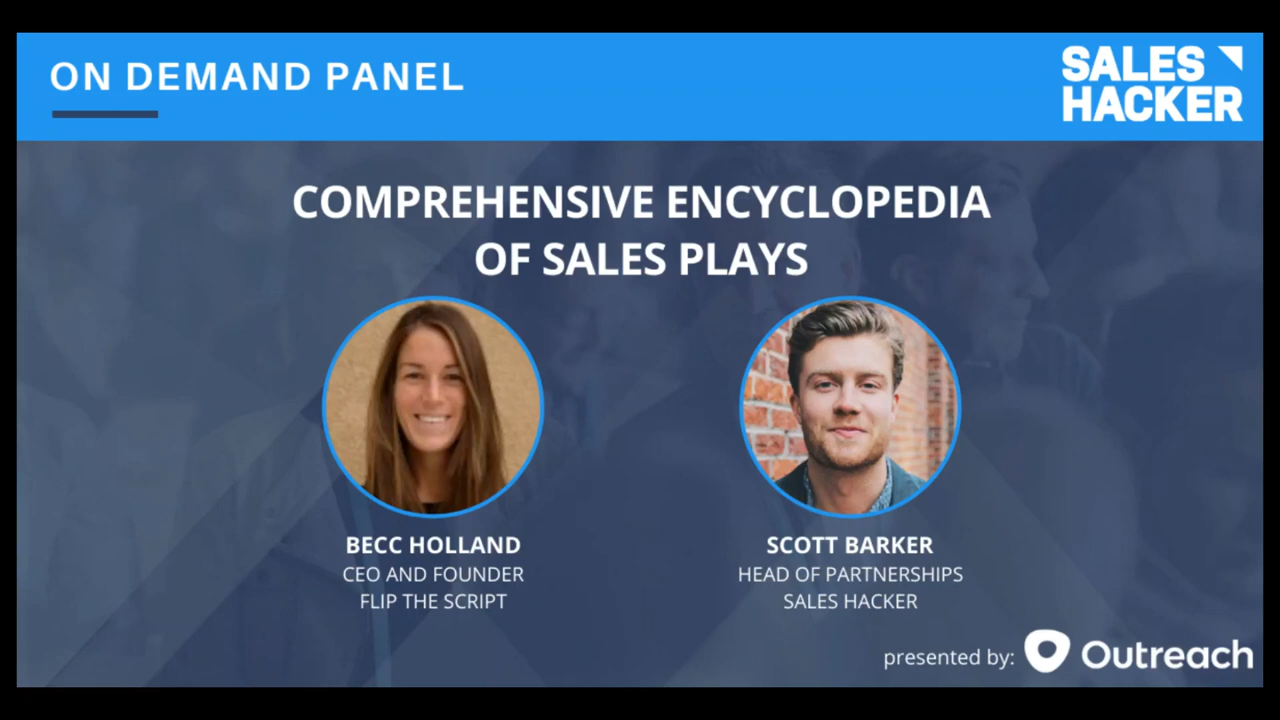 ON DEMAND PANEL
SALES
HACKER
COMPREHENSIVE ENCYCLOPEDIA
OF SALES PLAYS
BECC HOLLAND
CEO AND FOUNDER
FLIP THE SCRIPT
SCOTT BARKER
HEAD OF PARTNERSHIPS
SALES HACKER
presented by: Outreach